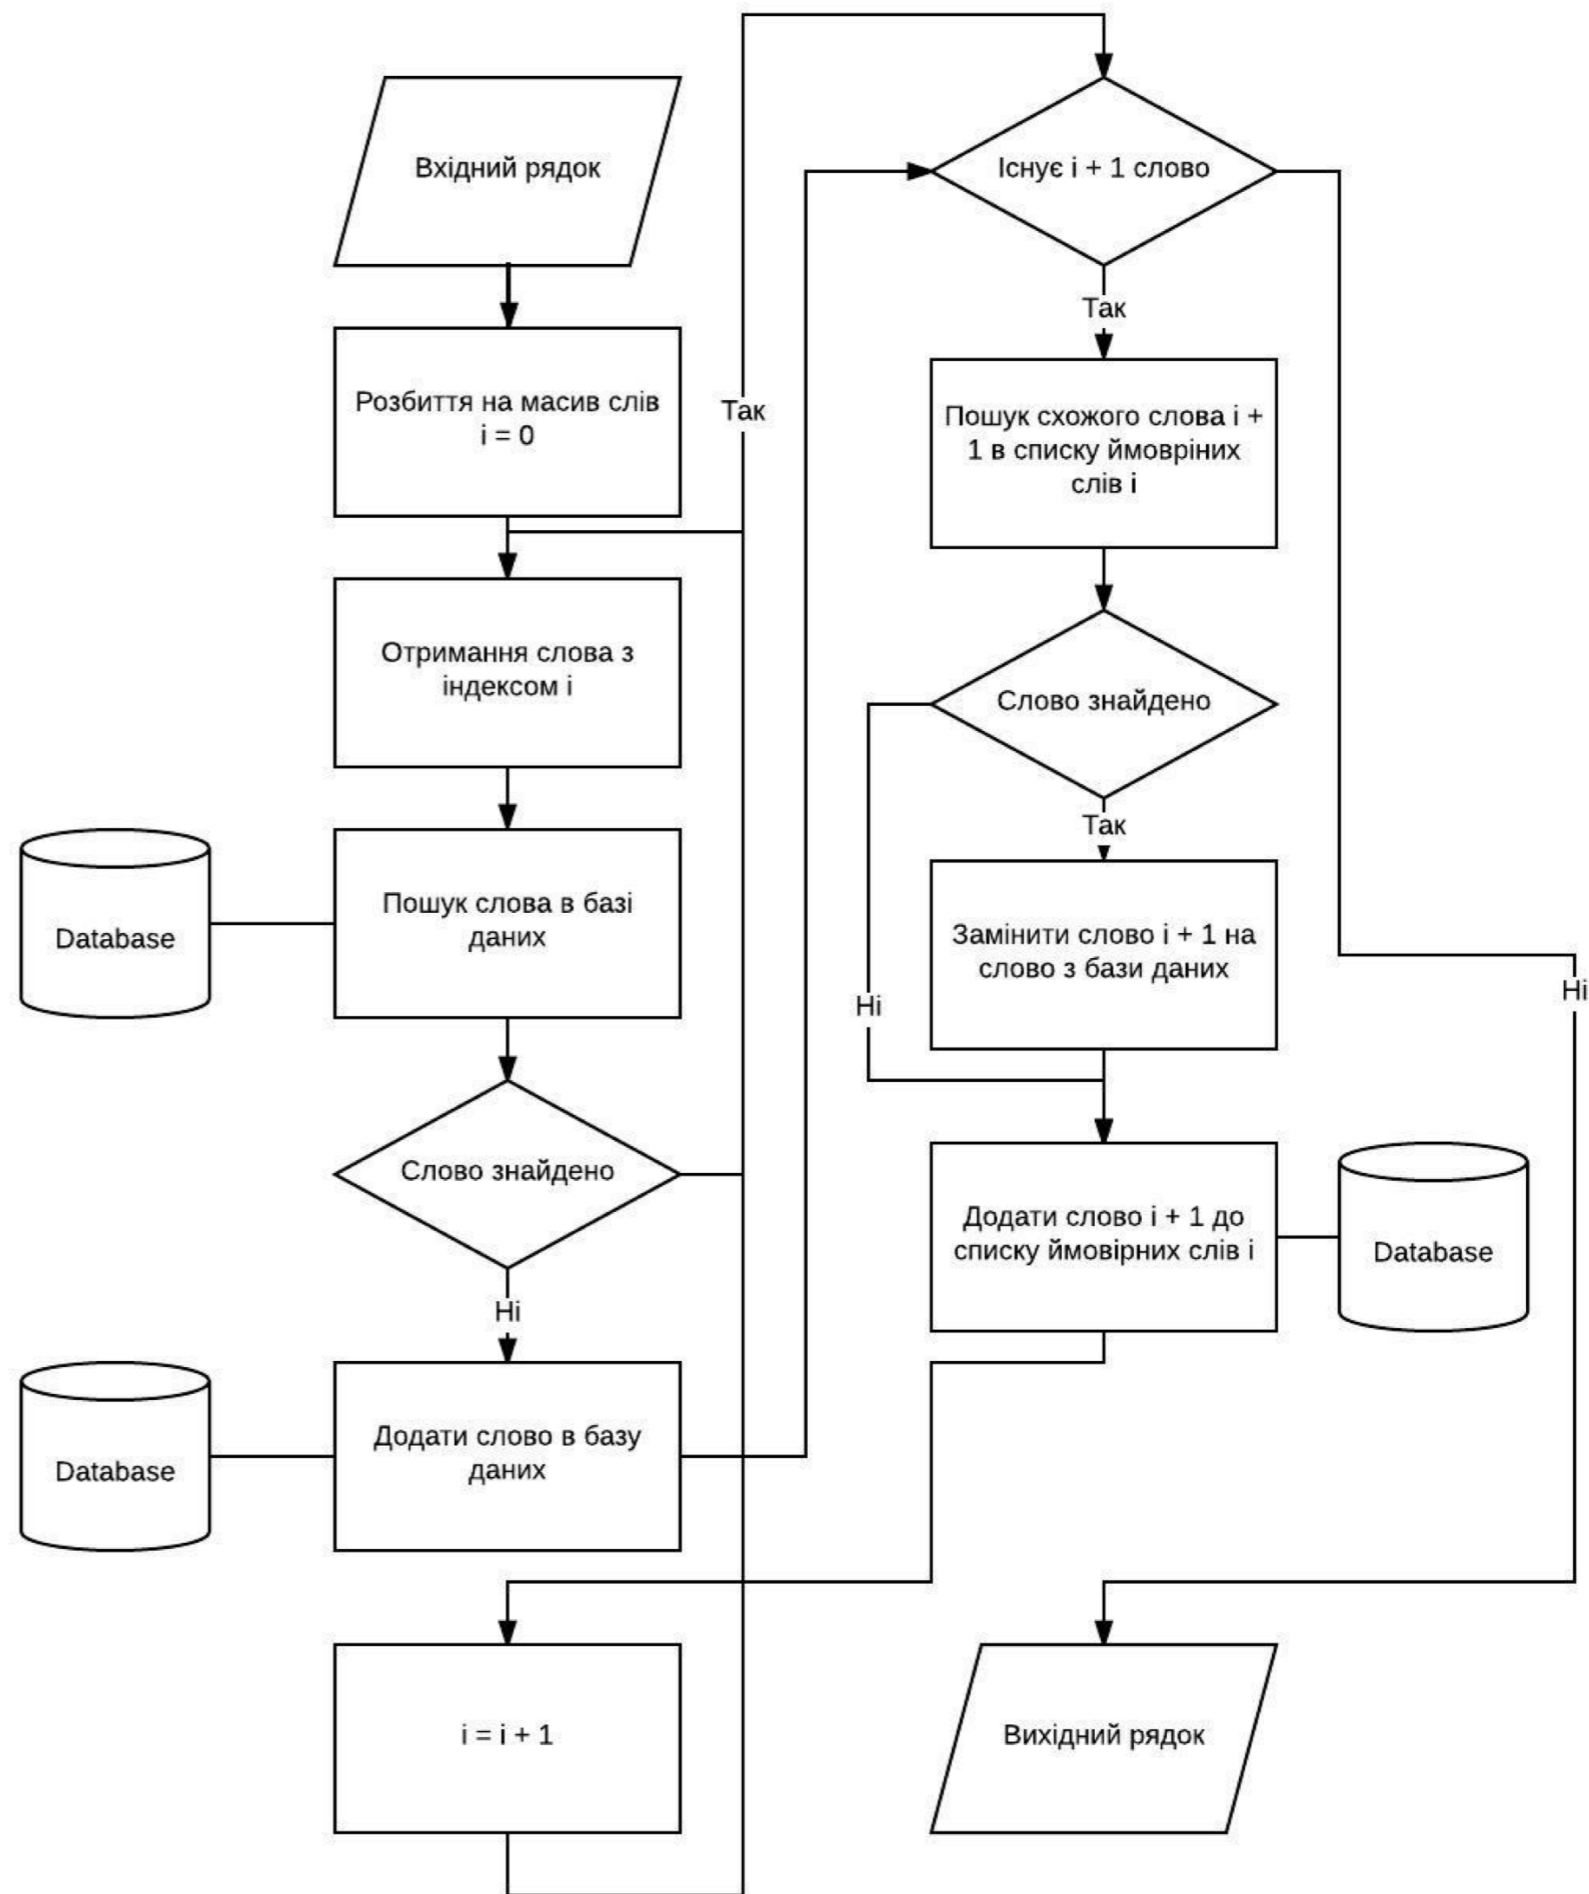 Вхідний рядок
Розбиття на масив слів
i = 0
Отримання слова з
індексом і
Пошук слова в базі
даних
Database
Слово знайдено
Ні
Додати слово в базу
даних
Database
i = i + 1
Так
Існує і + 1 слово
Так
Пошук схожого слова і +
1 в списку ймовріних
слів і
Слово знайдено
Так
Ні
Замінити слово і + 1 на
слово з бази даних
Додати слово і + 1 до
списку ймовірних слів і
Database
Ні
Вихідний рядок